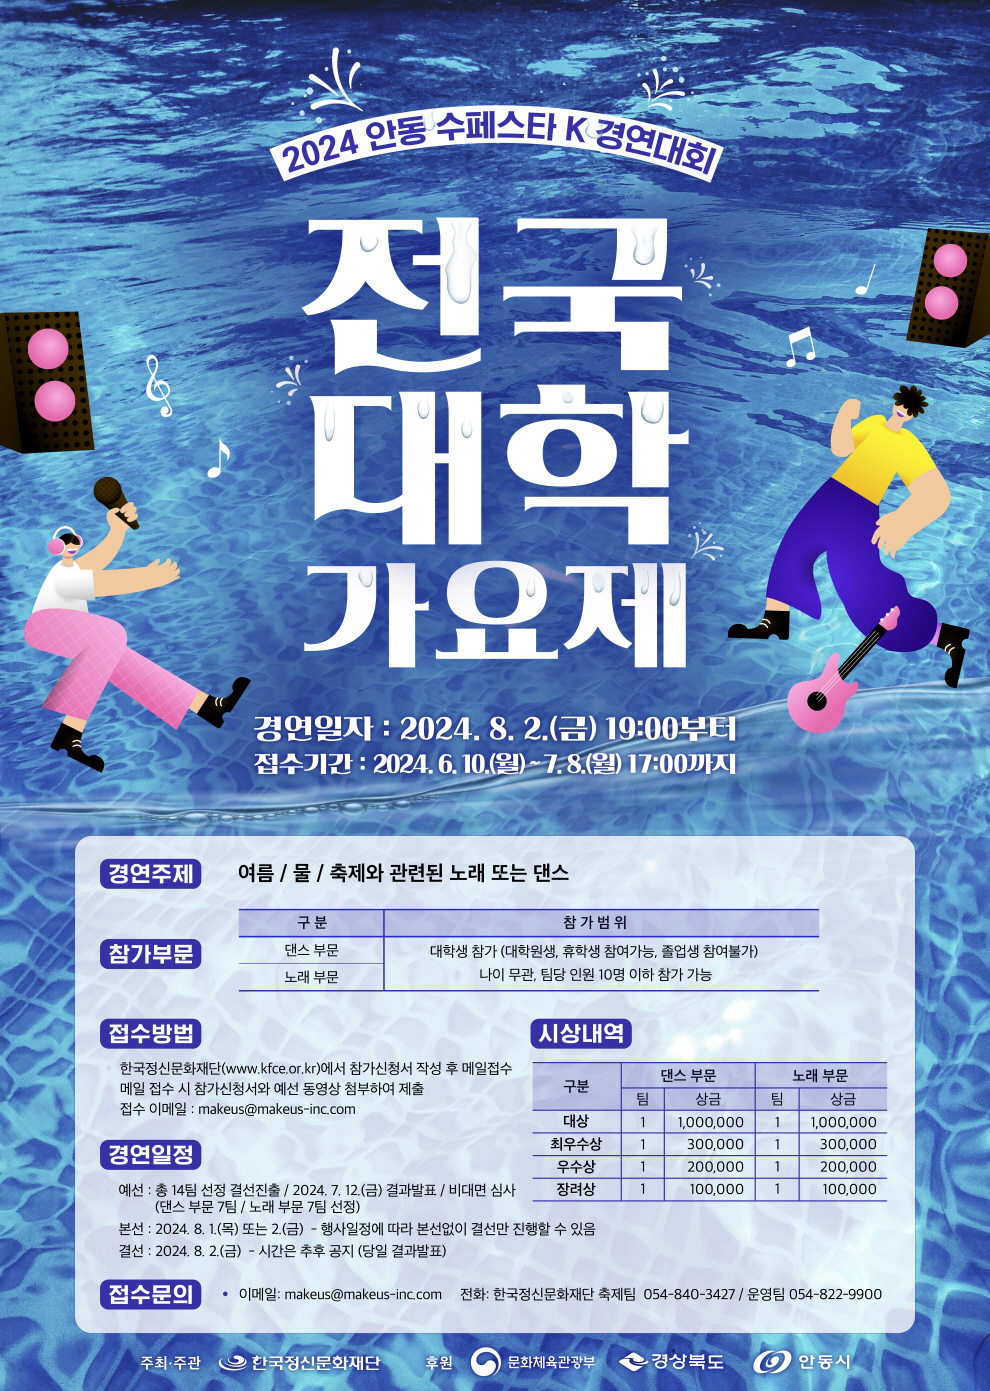 2024 안동 수페스타 K 경연대회
전국
대학
가요제
경연일자 : 2024. 8. 2.(금) 19:00부터
접수기간 : 2024. 6. 10.(월) ~ 7. 8.(월) 17:00까지
경연주제 여름 / 물 / 축제와 관련된 노래 또는 댄스
참가부문
구 분 참 가 범 위
댄스 부문 대학생 참가 (대학원생, 휴학생 참여가능, 졸업생 참여불가)
노래 부문 나이 무관, 팀당 인원 10명 이하 참가 가능
접수방법
한국정신문화재단(www.kfce.or.kr)에서 참가신청서 작성 후 메일접수
메일 접수 시 참가신청서와 예선 동영상 첨부하여 제출
접수 이메일 : makeus@makeus-inc.com
시상내역
구분 댄스 부문 노래 부문
팀 상금 팀 상금
대상 1 1,000,000 1 1,000,000
최우수상 1 300,000 1 300,000
우수상 1 200,000 1 200,000
장려상 1 100,000 1 100,000
경연일정
예선 : 총 14팀 선정 결선진출 / 2024. 7. 12.(금) 결과발표 / 비대면 심사
(댄스 부문 7팀 / 노래 부문 7팀 선정)
본선 : 2024. 8. 1.(목) 또는 2.(금) - 행사일정에 따라 본선없이 결선만 진행할 수 있음
결선 : 2024. 8. 2.(금) - 시간은 추후 공지 (당일 결과발표)
접수문의 • 이메일: makeus@makeus-inc.com 전화: 한국정신문화재단 축제팀 054-840-3427 / 운영팀 054-822-9900
주최·주관 한국정신문화재단 후원 문화체육관광부 경상북도 안동시